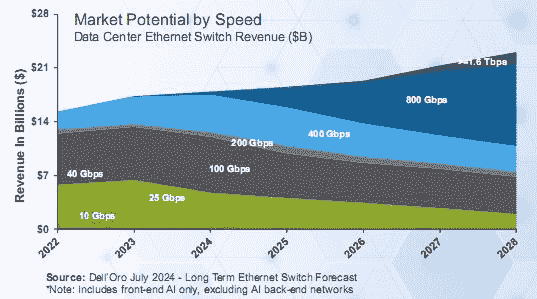 Market Potential by Speed
Data Center Ethernet Switch Revenue ($B)
$28
$21
$14
$7
$0
Revenue In Billions ($)
1.6 Tbps
800 Gbps
400 Gbps
200 Gbps
100 Gbps
40 Gbps
25 Gbps
10 Gbps
2022
2023
2024
2025
2026
2027
2028
Source: Dell'Oro July 2024 - Long Term Ethernet Switch Forecast
*Note: Includes front-end AI only, excluding AI back-end networks